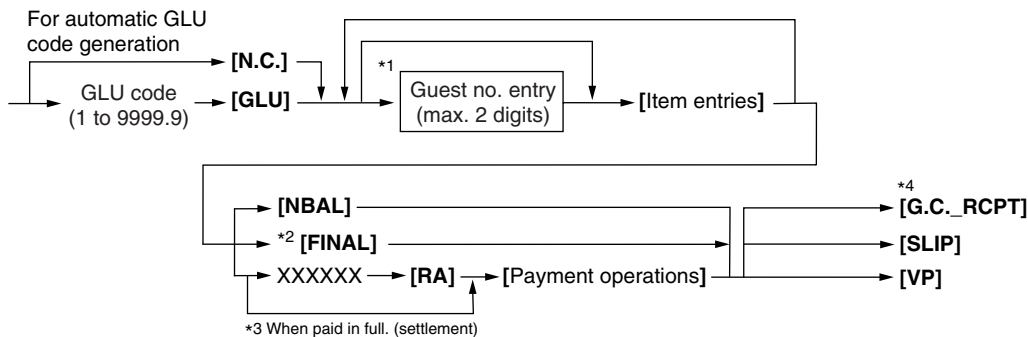 For automatic GLU
code generation
[N.C.]
*1
GLU code
(1 to 9999.9)
[GLU]
Guest no. entry
(max. 2 digits)
[Item entries]
[NBAL]
*4
[G.C._RCPT]
*2 [FINAL]
[SLIP]
XXXXXX
[RA]
[Payment operations]
[VP]
*3 When paid in full. (settlement)